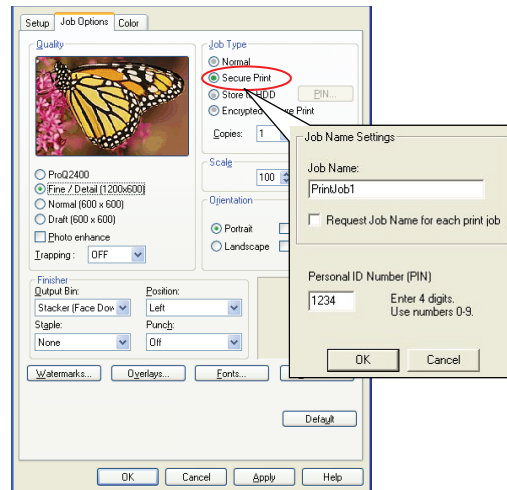 Setup Job Options Color
Quality
Job Type
Normal
Secure Print
Store to HDD PIN...
Encrypted Secure Print
Copies: 1
Scale
100
ProQ2400
Fine / Detail (1200x600)
Normal (600 x 600)
Draft (600 x 600)
Photo enhance
Trapping: OFF
Orientation
Portrait
Landscape
Finisher
Output Bin: Position:
Stacker (Face Dow Left
Staple: Punch:
None Off
Watermarks... Overlays... Fonts...
Default
OK Cancel Apply Help
Job Name Settings
Job Name:
PrintJob1
Request Job Name for each print job
Personal ID Number (PIN)
1234 Enter 4 digits.
Use numbers 0-9.
OK Cancel